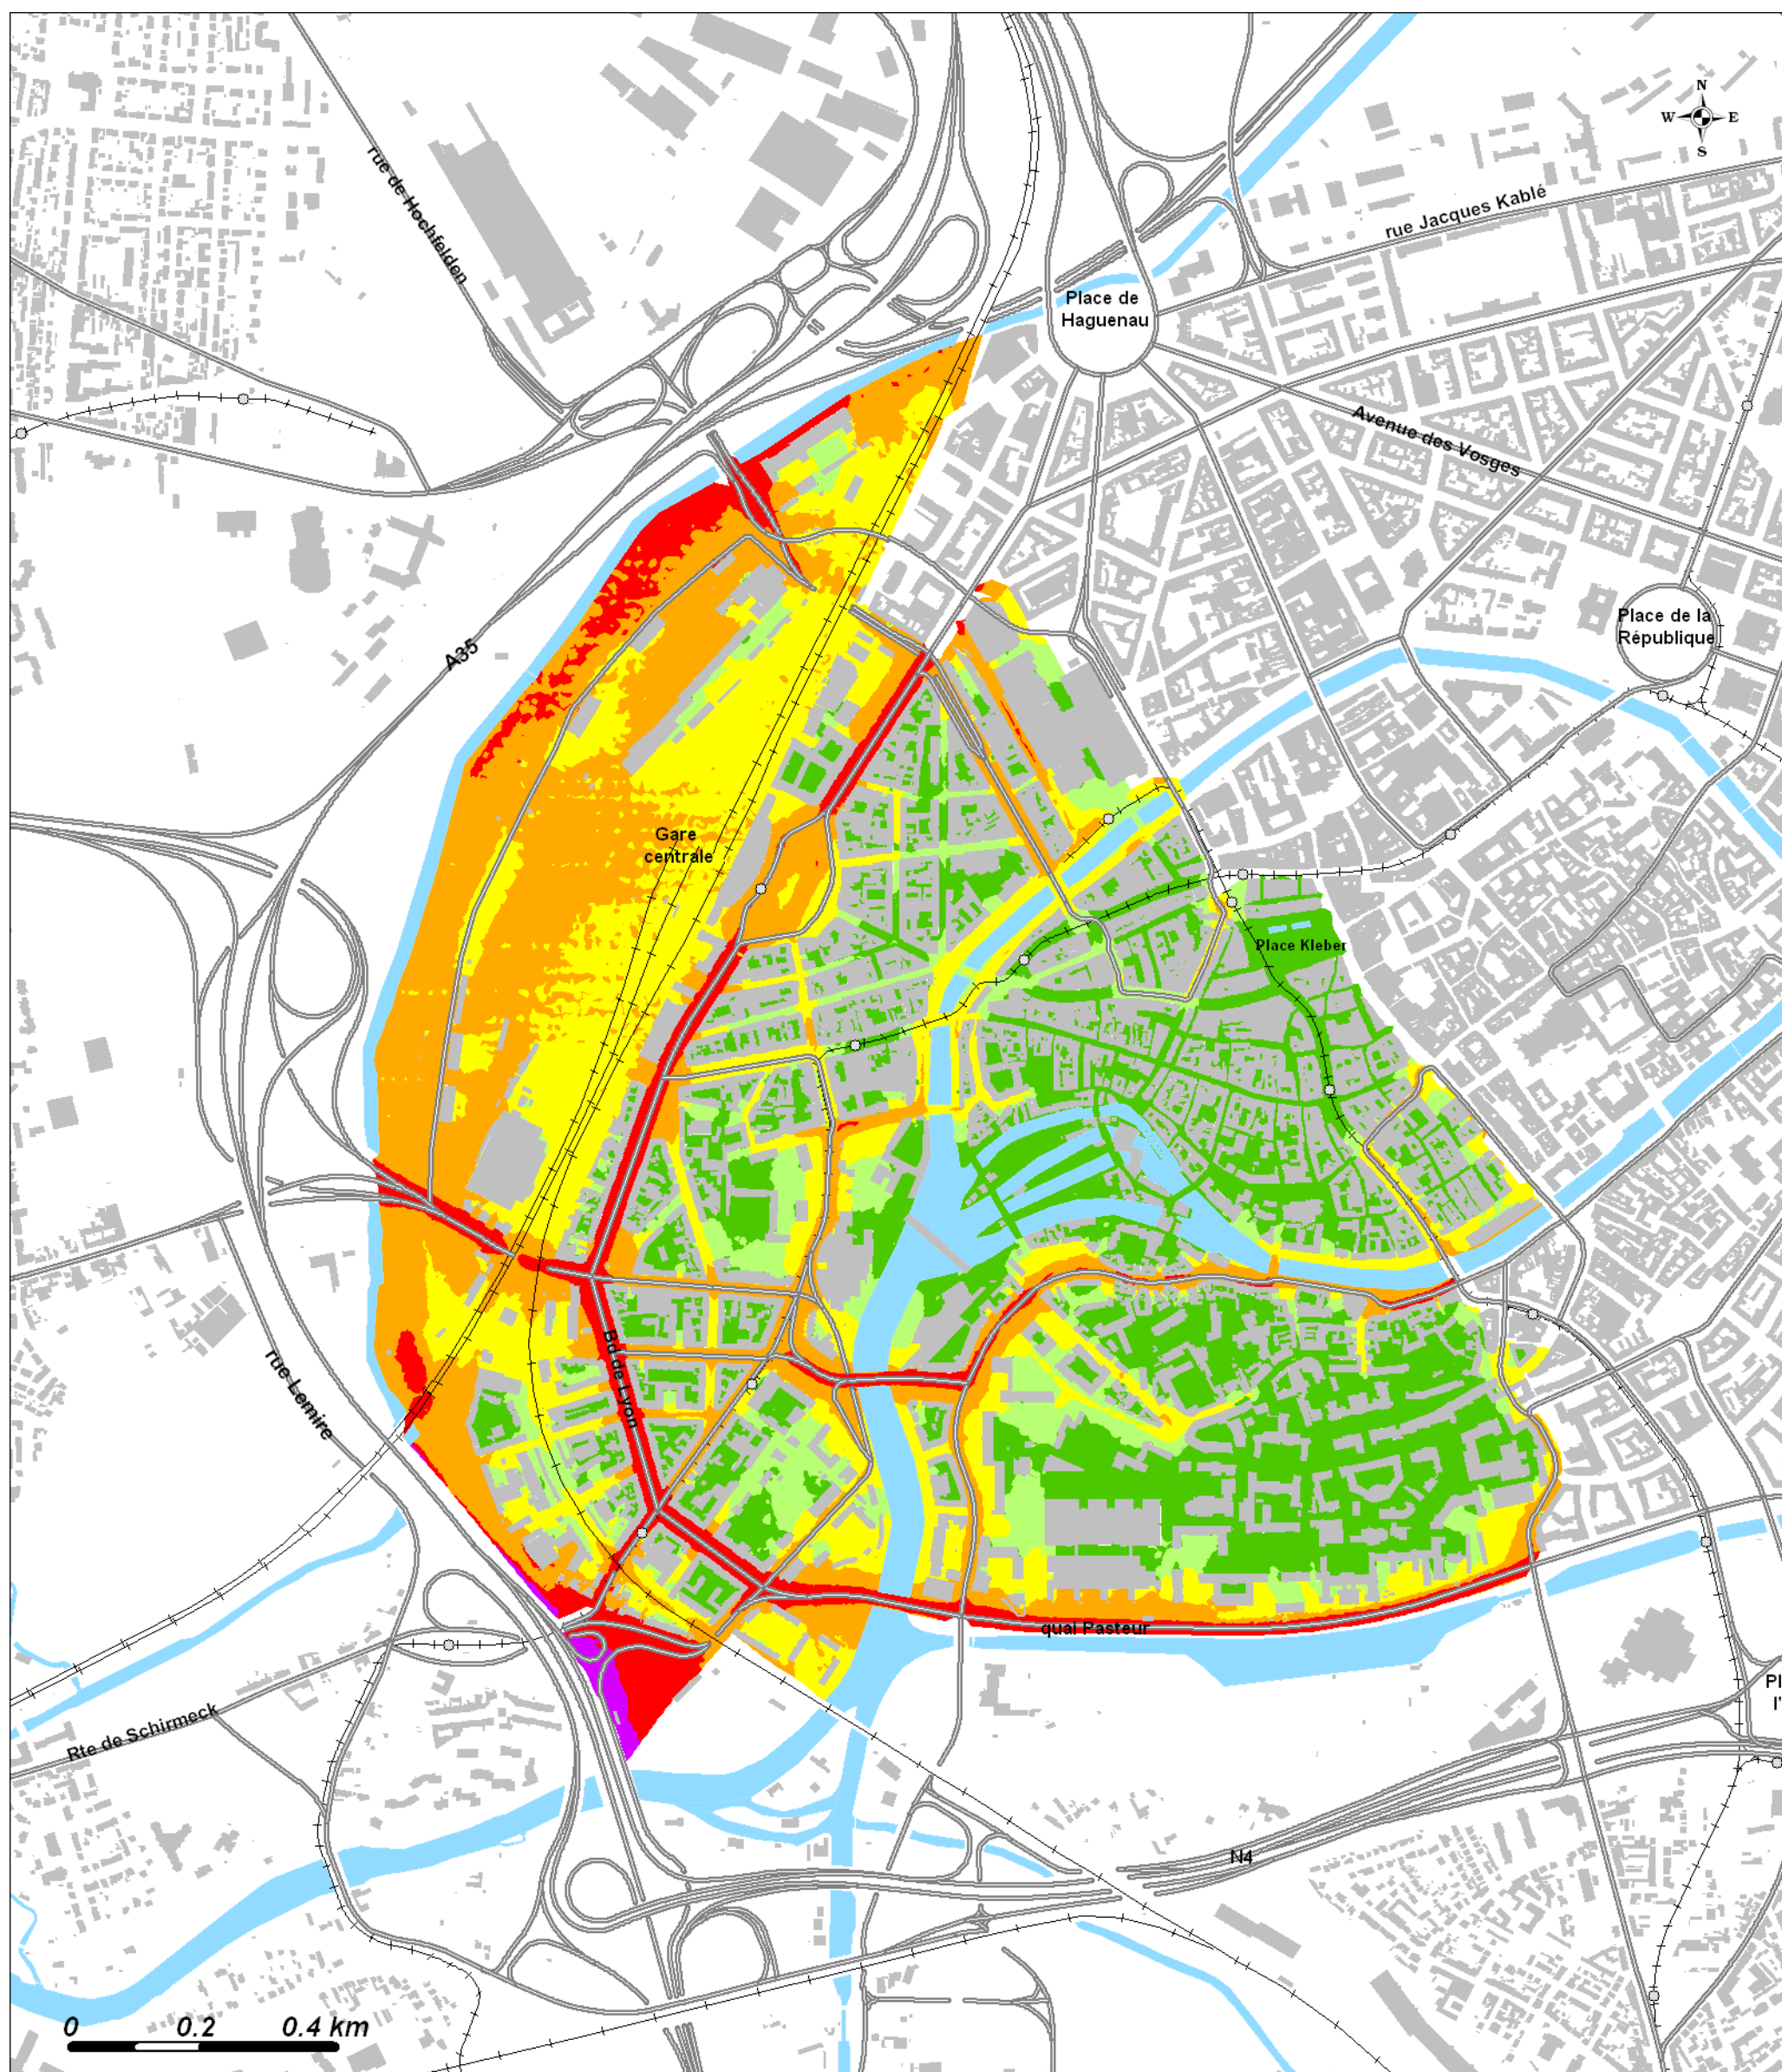 N
W E
S
rue de Hochfelden
rue Jacques Kablé
Place de
Haguenau
Avenue des Vosges
Place de la
République
A35
Gare
centrale
Place Kleber
rue Lemire
Bd de Lyon
quai Pasteur
Pl
l'
Rte de Schirmeck
N4
0 0.2 0.4 km